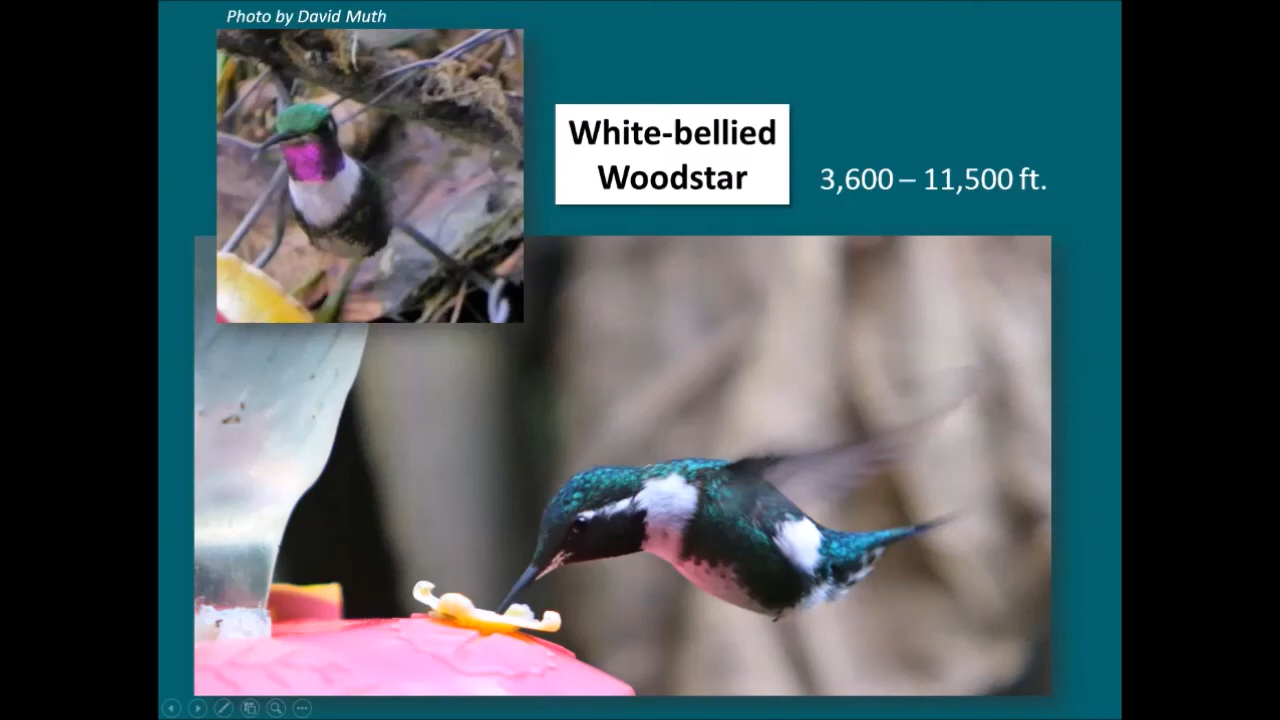 Photo by David Muth
White-bellied
Woodstar
3,600 – 11,500 ft.